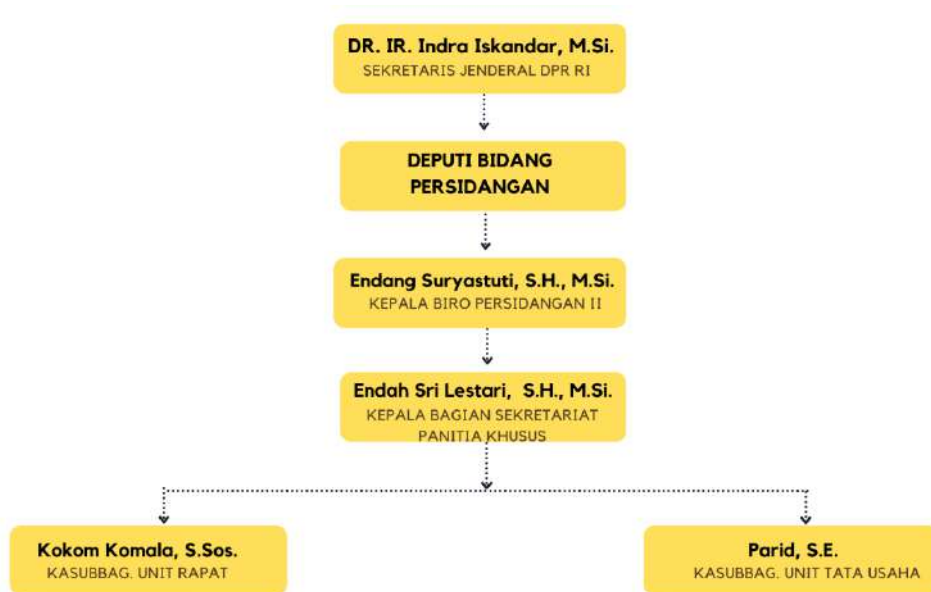 DR. IR. Indra Iskandar, M.Si.
SEKRETARIS JENDERAL DPR RI
DEPUTI BIDANG
PERSIDANGAN
Endang Suryastuti, S.H., M.Si.
KEPALA BIRO PERSIDANGAN II
Endah Sri Lestari, S.H., M.Si.
KEPALA BAGIAN SEKRETARIAT
PANITIA KHUSUS
Kokom Komala, S.Sos.
KASUBBAG. UNIT RAPAT
Parid, S.E.
KASUBBAG. UNIT TATA USAHA